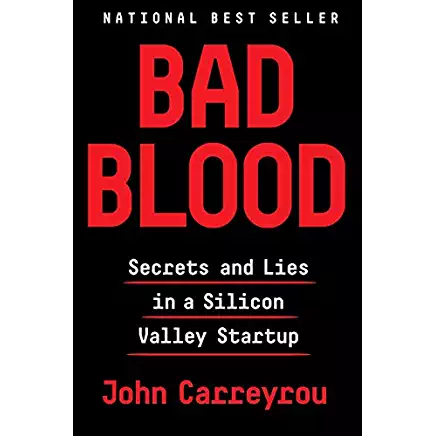 NATIONAL BEST SELLER
BAD
BLOOD
Secrets and Lies
in a Silicon
Valley Startup
John Carreyrou